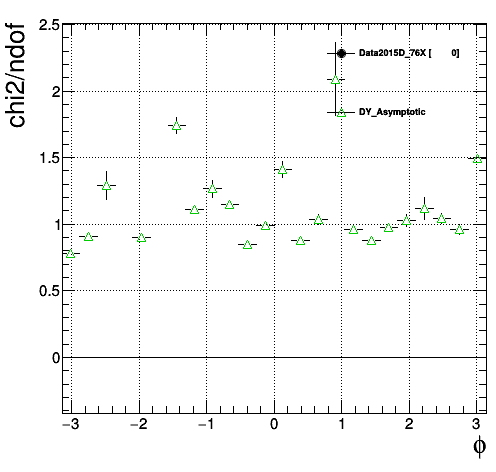 chi2/ndof
2.5
2
1.5
1
0.5
0
Data2015D_76X [ 0]
DY_Asymptotic
−3 −2 −1 0 1 2 3
ϕ